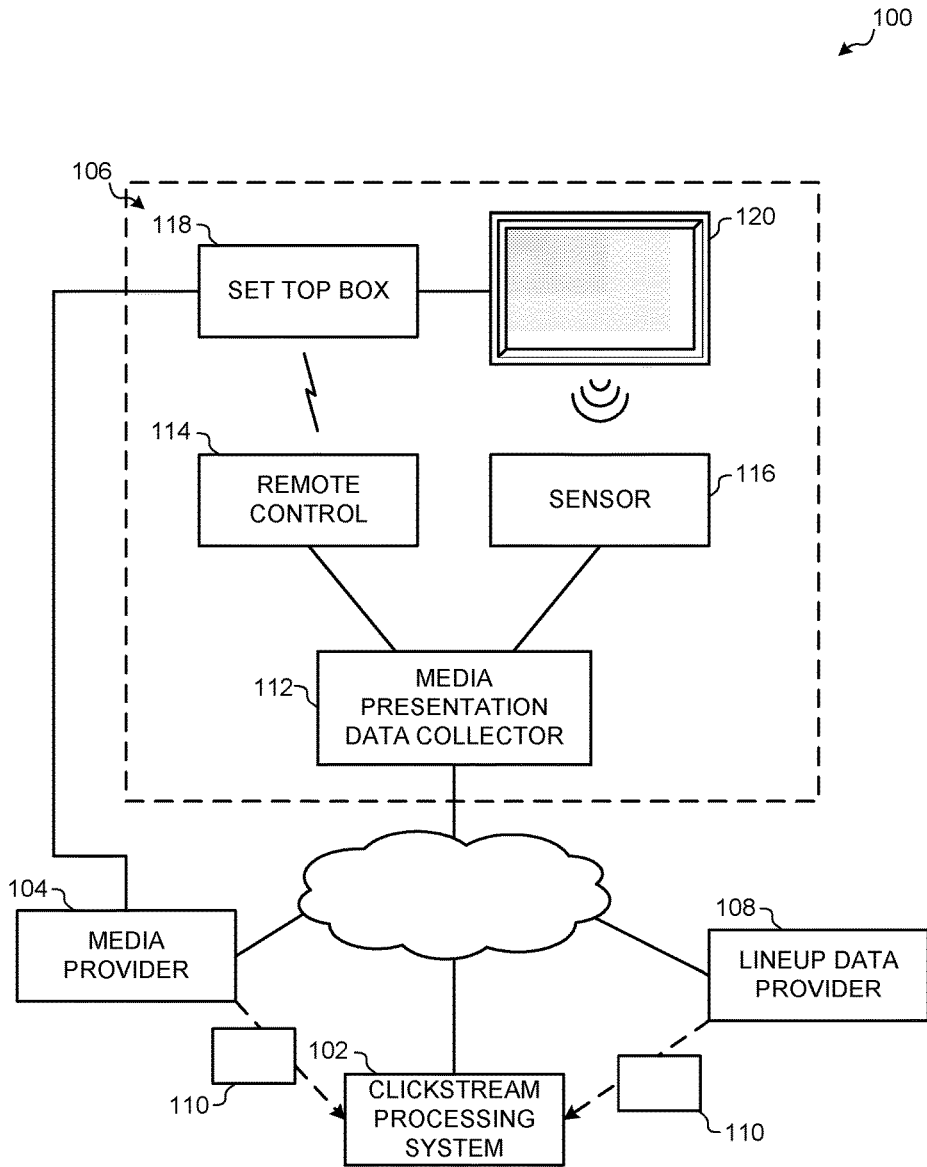 100
106
118
120
SET TOP BOX
114
116
REMOTE
CONTROL
SENSOR
112
MEDIA
PRESENTATION
DATA COLLECTOR
104
108
MEDIA
PROVIDER
LINEUP DATA
PROVIDER
102
110
CLICKSTREAM
PROCESSING
SYSTEM
110